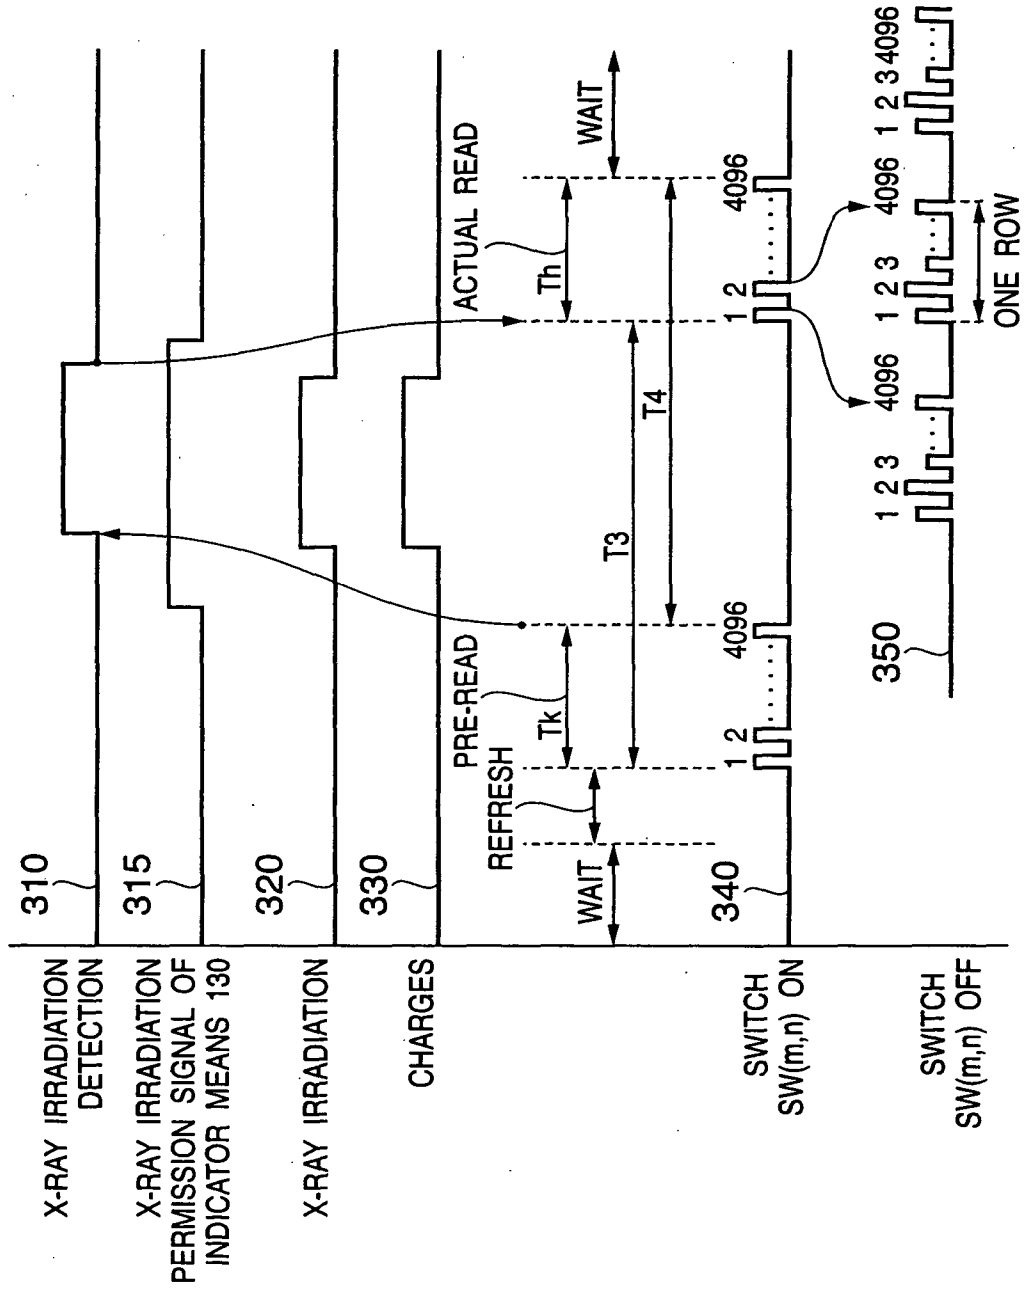 310
X-RAY IRRADIATION
DETECTION
315
X-RAY IRRADIATION
PERMISSION SIGNAL OF
INDICATOR MEANS 130
320
X-RAY IRRADIATION
330
CHARGES
WAIT
REFRESH
PRE-READ
Tk
ACTUAL READ
Th
WAIT
T3
T4
340
SWITCH
SW(m,n) ON
1 2 ...... 4096
1 2 ...... 4096
350
SWITCH
SW(m,n) OFF
1 2 3 ... 4096
1 2 3 ... 4096
1 2 3 ... 4096
ONE ROW